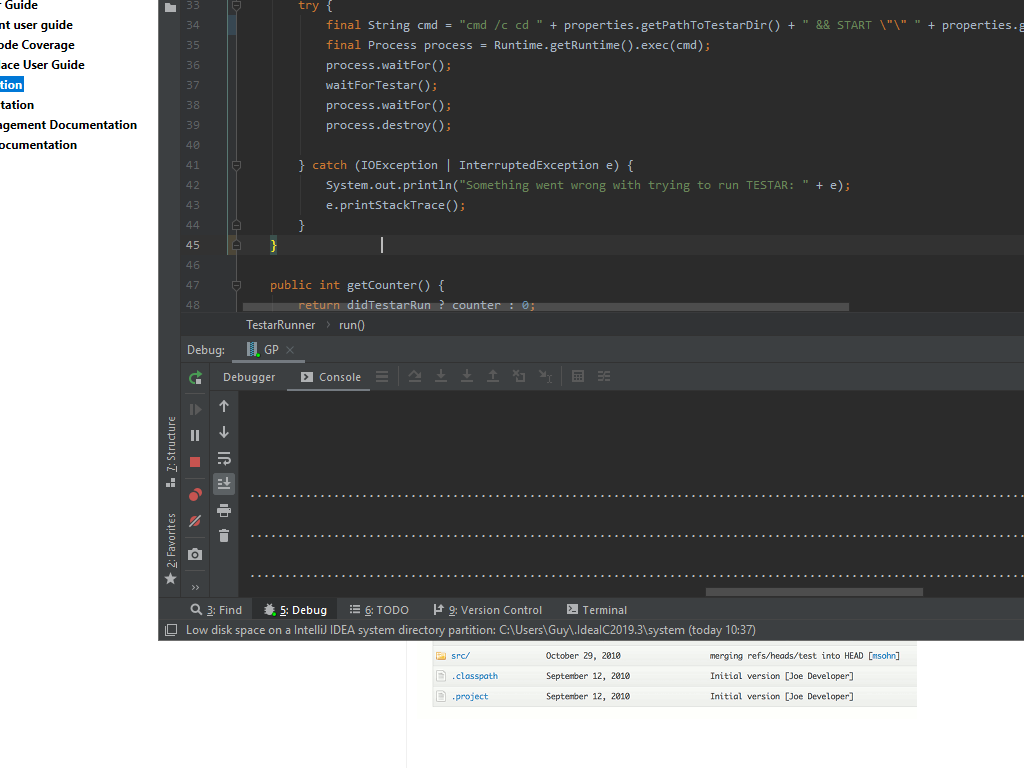 r Guide
nt user guide
ode Coverage
ace User Guide
tion
tation
gement Documentation
ocumentation
33 try {
34 final String cmd = "cmd /c cd " + properties.getPathToTestarDir() + " && START \"\" " + properties.g
35 final Process process = Runtime.getRuntime().exec(cmd);
36 process.waitFor();
37 waitForTestar();
38 process.waitFor();
39 process.destroy();
40
41 } catch (IOException | InterruptedException e) {
42 System.out.println("Something went wrong with trying to run TESTAR: " + e);
43 e.printStackTrace();
44 }
45 }
46
47 public int getCounter() {
48 return didTestarRun ? counter : 0;
TestarRunner › run()
Debug: GP
Debugger Console
7: Structure
2: Favorites
3: Find 5: Debug 6: TODO 9: Version Control Terminal
Low disk space on a IntelliJ IDEA system directory partition: C:\Users\Guy\.IdeaIC2019.3\system (today 10:37)
src/ October 29, 2010 merging refs/heads/test into HEAD [msohn]
.classpath September 12, 2010 Initial version [Joe Developer]
.project September 12, 2010 Initial version [Joe Developer]